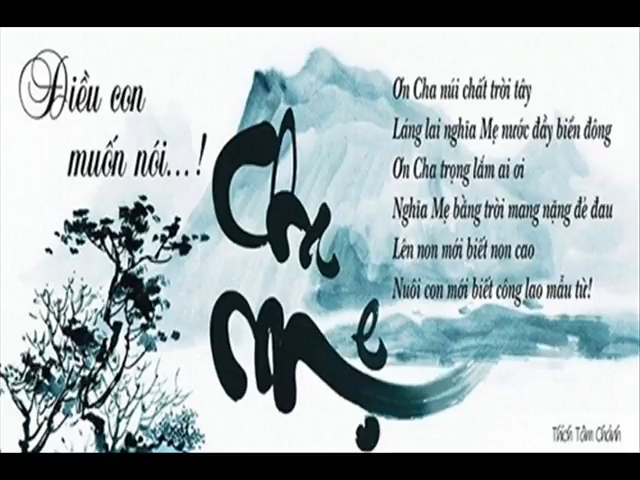 Điều con
muốn nói...!
Cha
Mẹ
Ơn Cha núi chất trời tây
Láng lai nghĩa Mẹ nước đầy biển đông
Ơn Cha trọng lắm ai ơi
Nghĩa Mẹ bằng trời mang nặng đẻ đau
Lên non mới biết non cao
Nuôi con mới biết công lao mẫu từ!
Thích Tâm Chánh